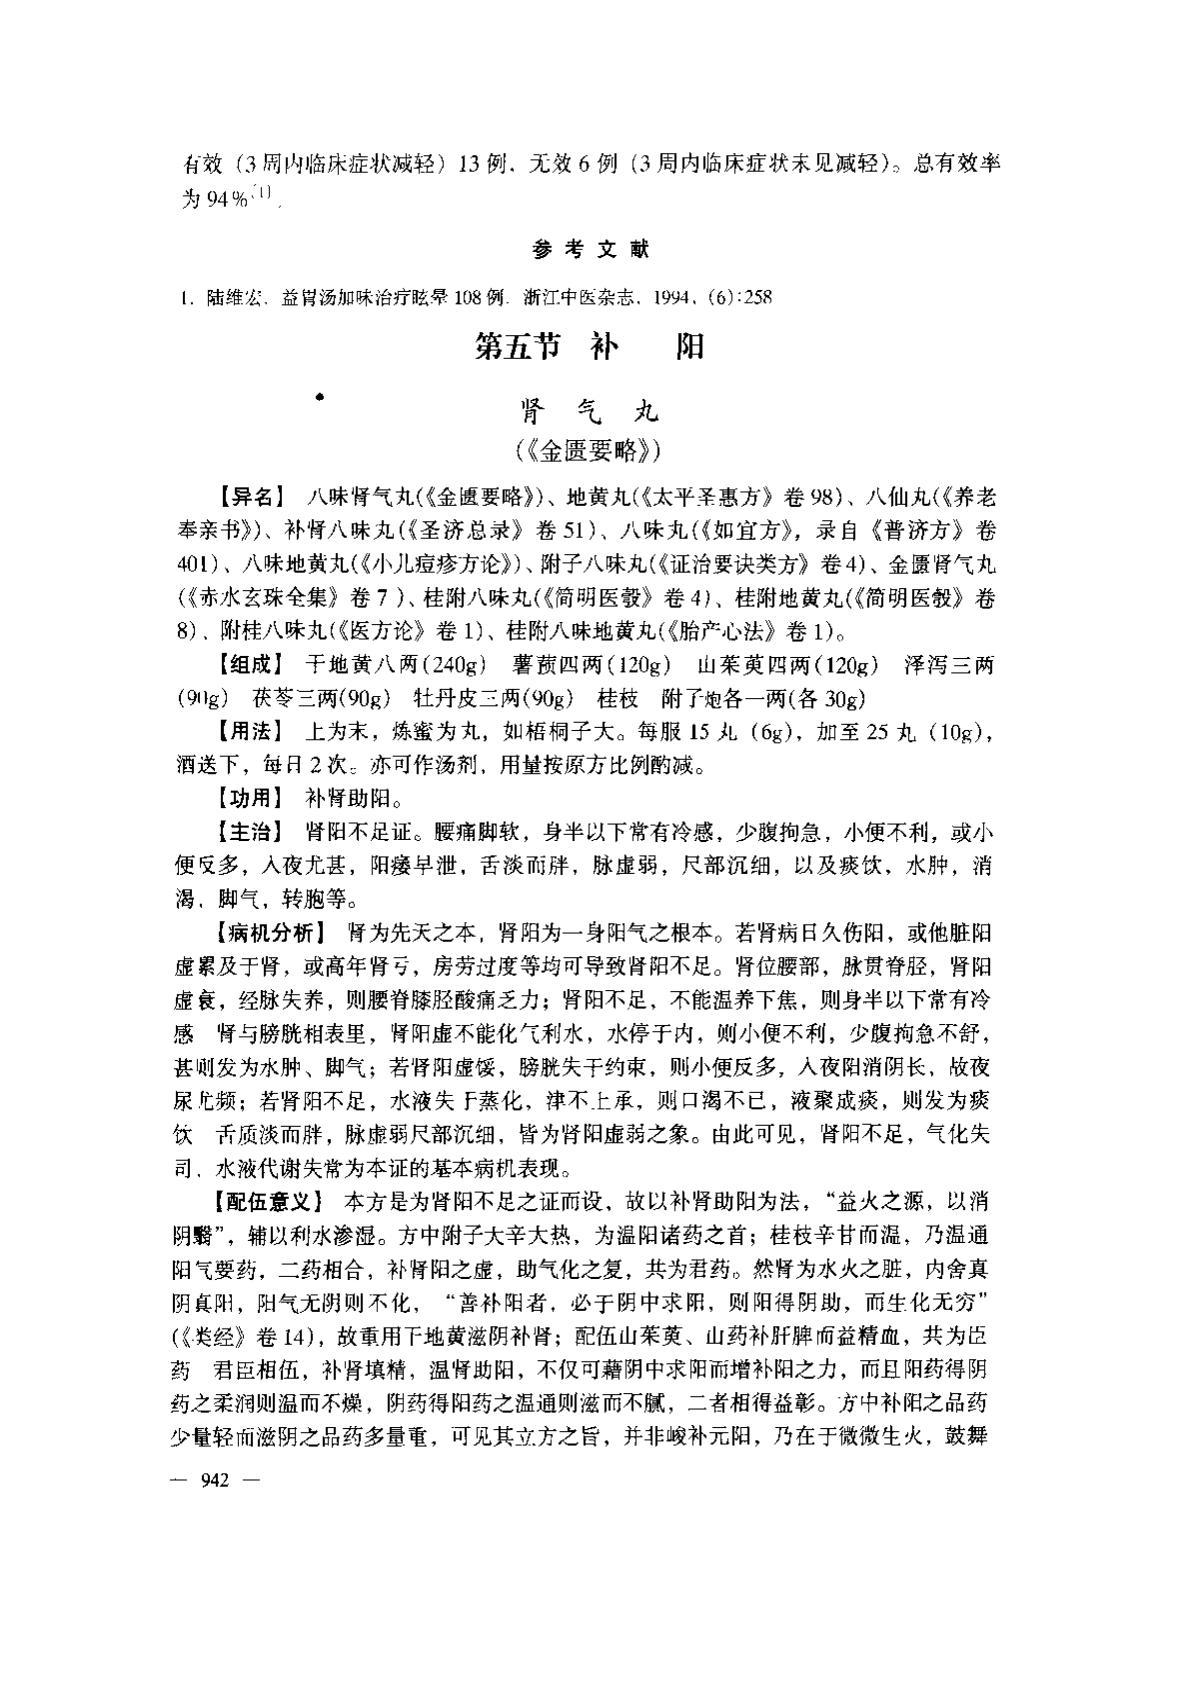 有效（3周内临床症状减轻）13例，无效6例（3周内临床症状未见减轻）。总有效率
为94%[1].
参考文献
1. 陆维宏. 益胃汤加味治疗眩晕108例. 浙江中医杂志, 1994, (6):258
第五节 补 阳
肾气丸
(《金匮要略》)
【异名】 八味肾气丸(《金匮要略》)、地黄丸(《太平圣惠方》卷98)、八仙丸(《养老
奉亲书》)、补肾八味丸(《圣济总录》卷51)、八味丸(《如宜方》，录自《普济方》卷
401)、八味地黄丸(《小儿痘疹方论》)、附子八味丸(《证治要诀类方》卷4)、金匮肾气丸
(《赤水玄珠全集》卷7)、桂附八味丸(《简明医彀》卷4)、桂附地黄丸(《简明医彀》卷
8)、附桂八味丸(《医方论》卷1)、桂附八味地黄丸(《胎产心法》卷1)。
【组成】 干地黄八两(240g) 薯蓣四两(120g) 山茱萸四两(120g) 泽泻三两
(90g) 茯苓三两(90g) 牡丹皮三两(90g) 桂枝 附子炮各一两(各30g)
【用法】 上为末，炼蜜为丸，如梧桐子大。每服15丸（6g），加至25丸（10g），
酒送下，每日2次。亦可作汤剂，用量按原方比例酌减。
【功用】 补肾助阳。
【主治】 肾阳不足证。腰痛脚软，身半以下常有冷感，少腹拘急，小便不利，或小
便反多，入夜尤甚，阳痿早泄，舌淡而胖，脉虚弱，尺部沉细，以及痰饮，水肿，消
渴，脚气，转胞等。
【病机分析】 肾为先天之本，肾阳为一身阳气之根本。若肾病日久伤阳，或他脏阳
虚累及于肾，或高年肾亏，房劳过度等均可导致肾阳不足。肾位腰部，脉贯脊胫，肾阳
虚衰，经脉失养，则腰脊膝胫酸痛乏力；肾阳不足，不能温养下焦，则身半以下常有冷
感 肾与膀胱相表里，肾阳虚不能化气利水，水停于内，则小便不利，少腹拘急不舒，
甚则发为水肿、脚气；若肾阳虚馁，膀胱失于约束，则小便反多，入夜阳消阴长，故夜
尿尤频；若肾阳不足，水液失于蒸化，津不上承，则口渴不已，液聚成痰，则发为痰
饮 舌质淡而胖，脉虚弱尺部沉细，皆为肾阳虚弱之象。由此可见，肾阳不足，气化失
司，水液代谢失常为本证的基本病机表现。
【配伍意义】 本方是为肾阳不足之证而设，故以补肾助阳为法，“益火之源，以消
阴翳”，辅以利水渗湿。方中附子大辛大热，为温阳诸药之首；桂枝辛甘而温，乃温通
阳气要药，二药相合，补肾阳之虚，助气化之复，共为君药。然肾为水火之脏，内舍真
阴真阳，阳气无阴则不化，“善补阳者，必于阴中求阳，则阳得阴助，而生化无穷”
(《类经》卷14)，故重用干地黄滋阴补肾；配伍山茱萸、山药补肝脾而益精血，共为臣
药 君臣相伍，补肾填精，温肾助阳，不仅可藉阴中求阳而增补阳之力，而且阳药得阴
药之柔润则温而不燥，阴药得阳药之温通则滋而不腻，二者相得益彰。方中补阳之品药
少量轻而滋阴之品药多量重，可见其立方之旨，并非峻补元阳，乃在于微微生火，鼓舞
— 942 —